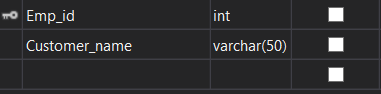 Emp_id int
Customer_name varchar(50)